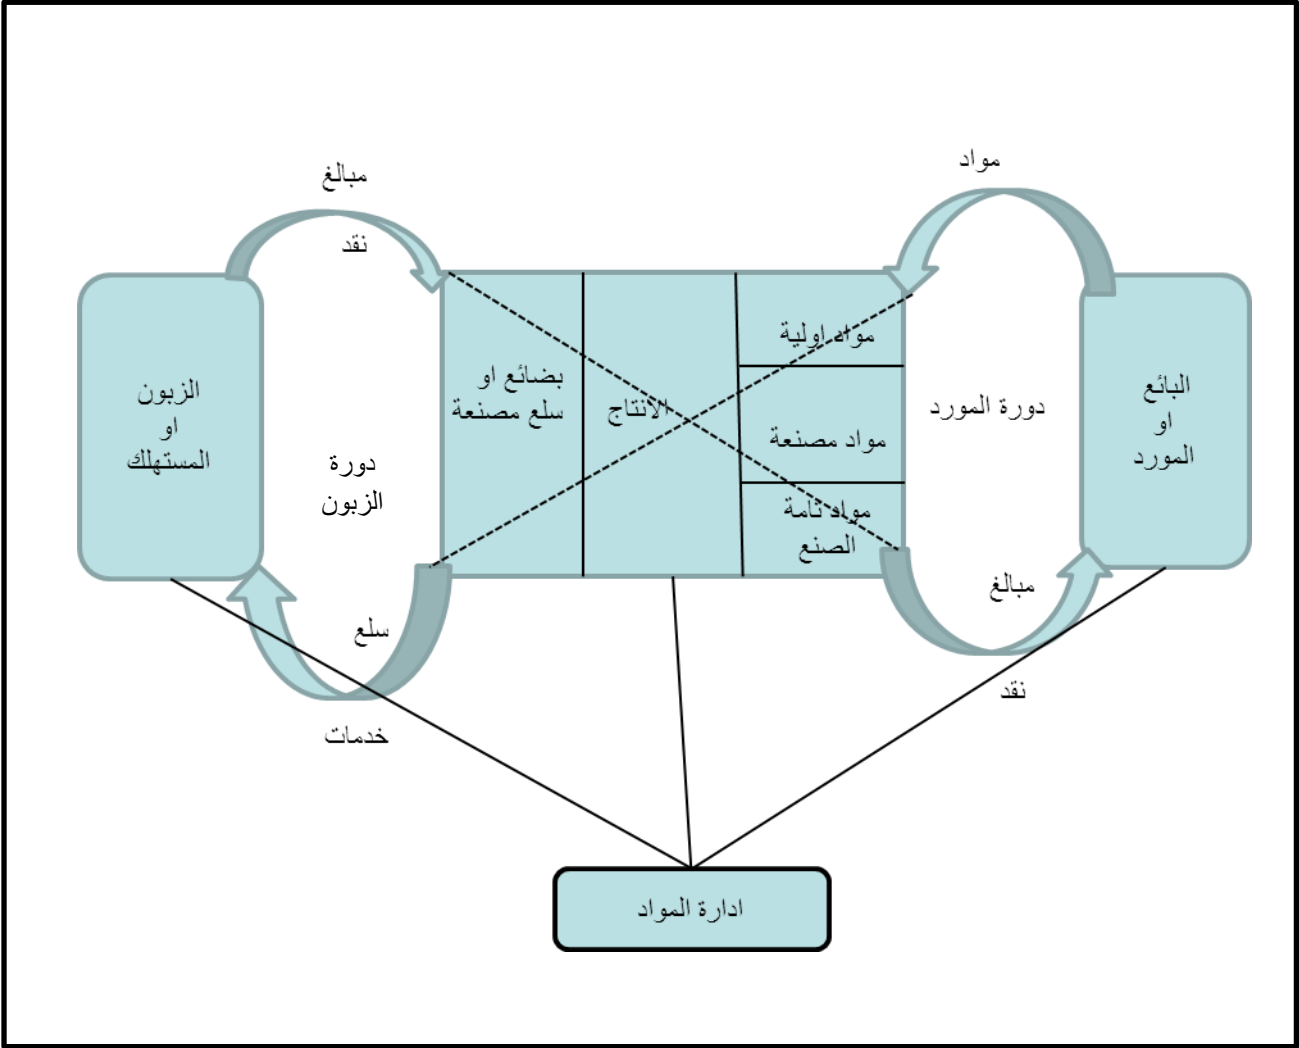 مواد
مبالغ
نقد
البائع
او
المورد
دورة المورد
مواد اولية
مواد مصنعة
مواد تامة
الصنع
الانتاج
بضائع او
سلع مصنعة
دورة
الزبون
الزبون
او
المستهلك
مبالغ
نقد
سلع
خدمات
ادارة المواد